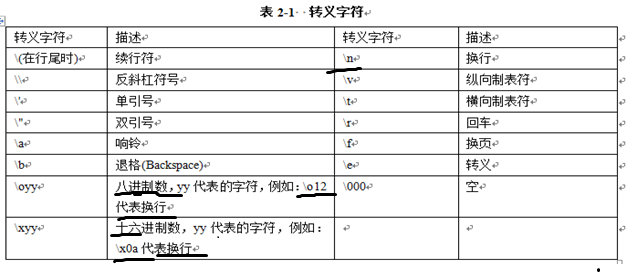 表 2-1 转义字符
转义字符 描述 转义字符 描述
\(在行尾时) 续行符 \n 换行
\\ 反斜杠符号 \v 纵向制表符
\' 单引号 \t 横向制表符
\" 双引号 \r 回车
\a 响铃 \f 换页
\b 退格(Backspace) \e 转义
\oyy 八进制数，yy 代表的字符，例如：\o12 \000 空
代表换行
\xyy 十六进制数，yy 代表的字符，例如：
\x0a 代表换行